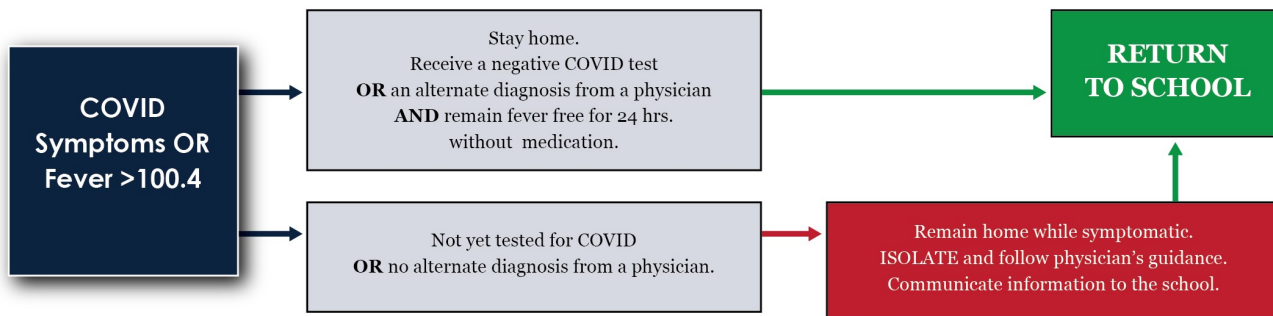 COVID
Symptoms OR
Fever >100.4
Stay home.
Receive a negative COVID test
OR an alternate diagnosis from a physician
AND remain fever free for 24 hrs.
without medication.
RETURN
TO SCHOOL
Not yet tested for COVID
OR no alternate diagnosis from a physician.
Remain home while symptomatic.
ISOLATE and follow physician’s guidance.
Communicate information to the school.